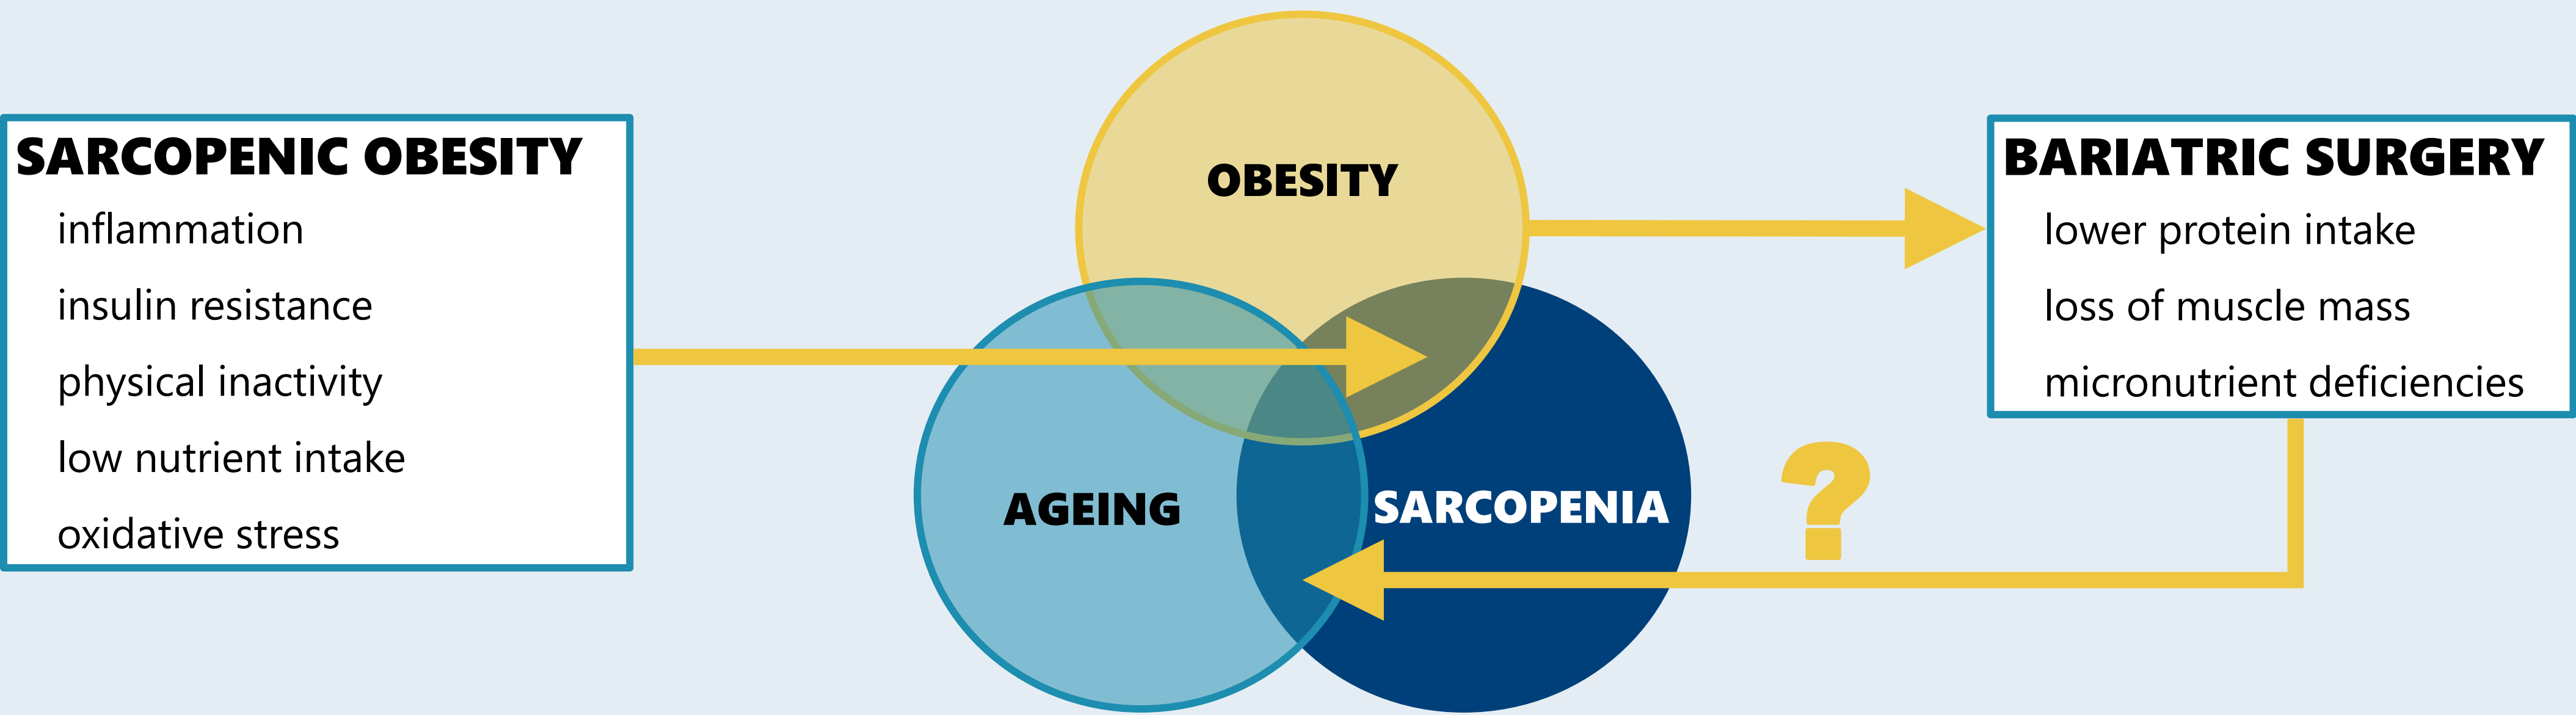 SARCOPENIC OBESITY
inflammation
insulin resistance
physical inactivity
low nutrient intake
oxidative stress
OBESITY
AGEING
SARCOPENIA
?
BARIATRIC SURGERY
lower protein intake
loss of muscle mass
micronutrient deficiencies